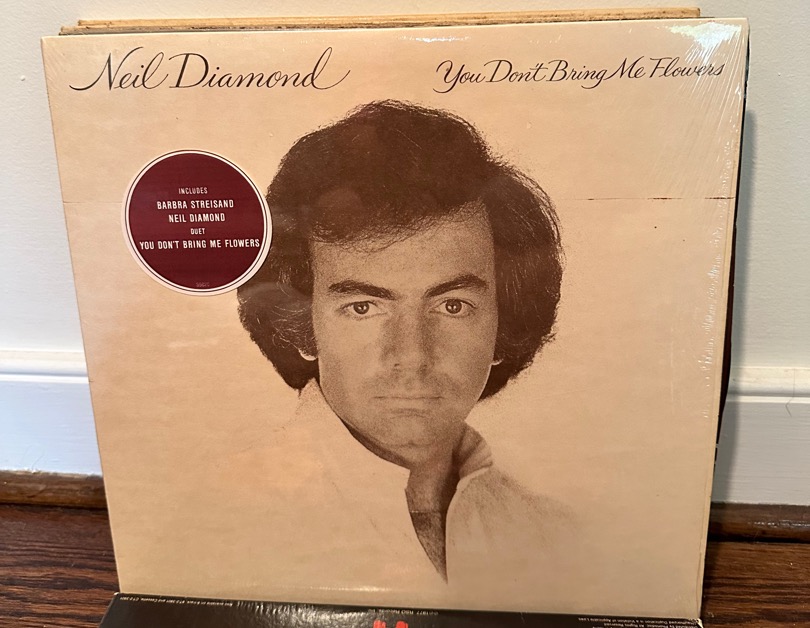 Neil Diamond
You Don't Bring Me Flowers
INCLUDES
BARBRA STREISAND
NEIL DIAMOND
DUET
YOU DON'T BRING ME FLOWERS